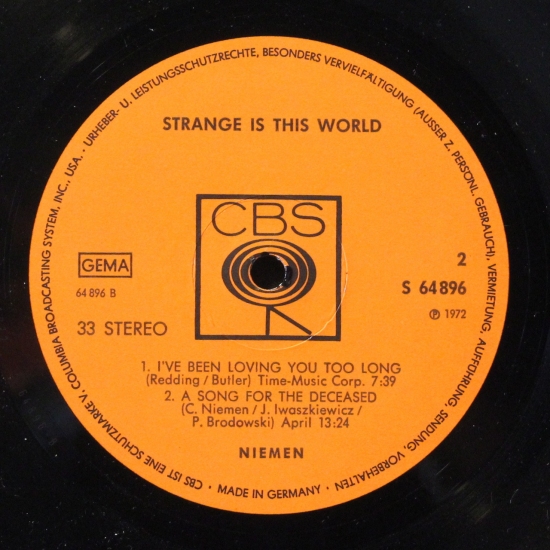 STRANGE IS THIS WORLD
CBS
GEMA
64 896 B
33 STEREO
2
S 64 896
℗ 1972
1. I'VE BEEN LOVING YOU TOO LONG
(Redding / Butler) Time-Music Corp. 7:39
2. A SONG FOR THE DECEASED
(C. Niemen / J. Iwaszkiewicz /
P. Brodowski) April 13:24
NIEMEN
CBS IST EINE SCHUTZMARKE V. COLUMBIA BROADCASTING SYSTEM, INC., USA. · URHEBER- U. LEISTUNGSSCHUTZRECHTE, BESONDERS VERVIELFÄLTIGUNG (AUSSER Z. PERSÖNL. GEBRAUCH), VERMIETUNG, AUFFÜHRUNG, SENDUNG, VORBEHALTEN
· MADE IN GERMANY ·